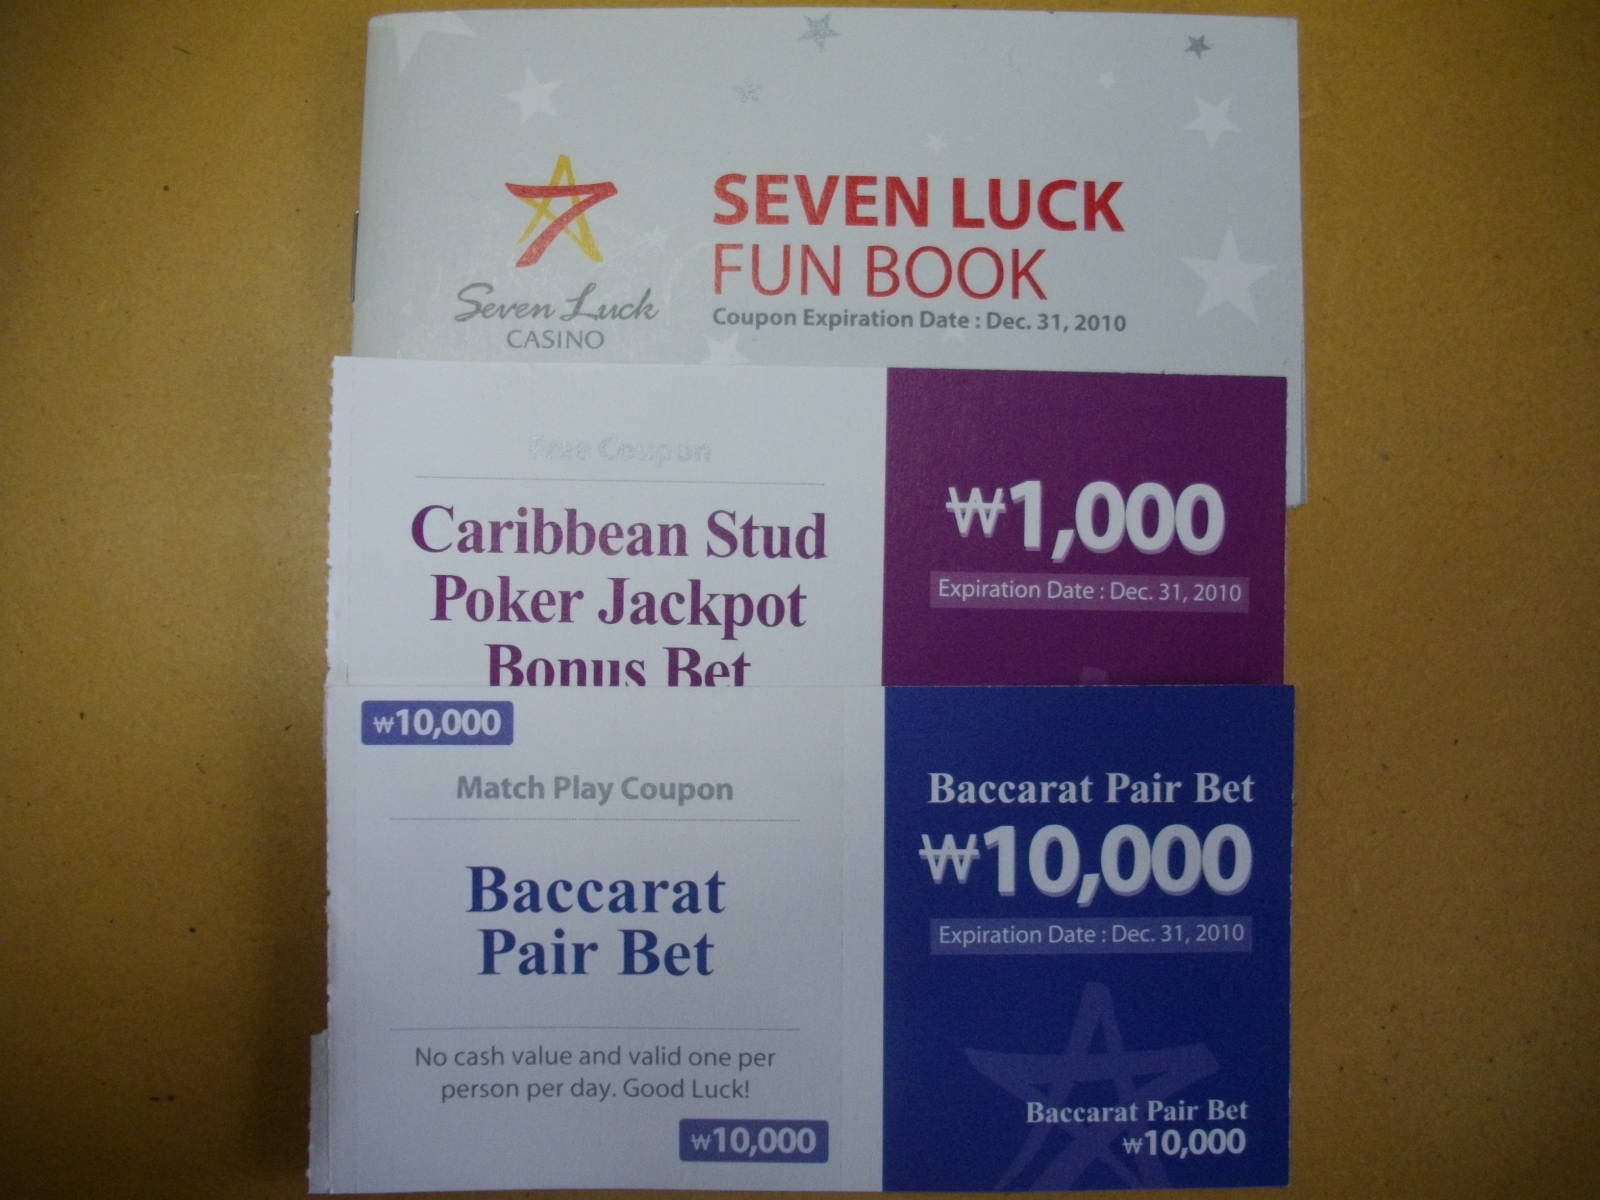 SEVEN LUCK
FUN BOOK
Coupon Expiration Date : Dec. 31, 2010
7
Seven Luck
CASINO
Free Coupon
Caribbean Stud
Poker Jackpot
Bonus Bet
₩1,000
Expiration Date : Dec. 31, 2010
₩10,000
Match Play Coupon
Baccarat
Pair Bet
No cash value and valid one per
person per day. Good Luck!
₩10,000
Baccarat Pair Bet
₩10,000
Expiration Date : Dec. 31, 2010
Baccarat Pair Bet
₩10,000